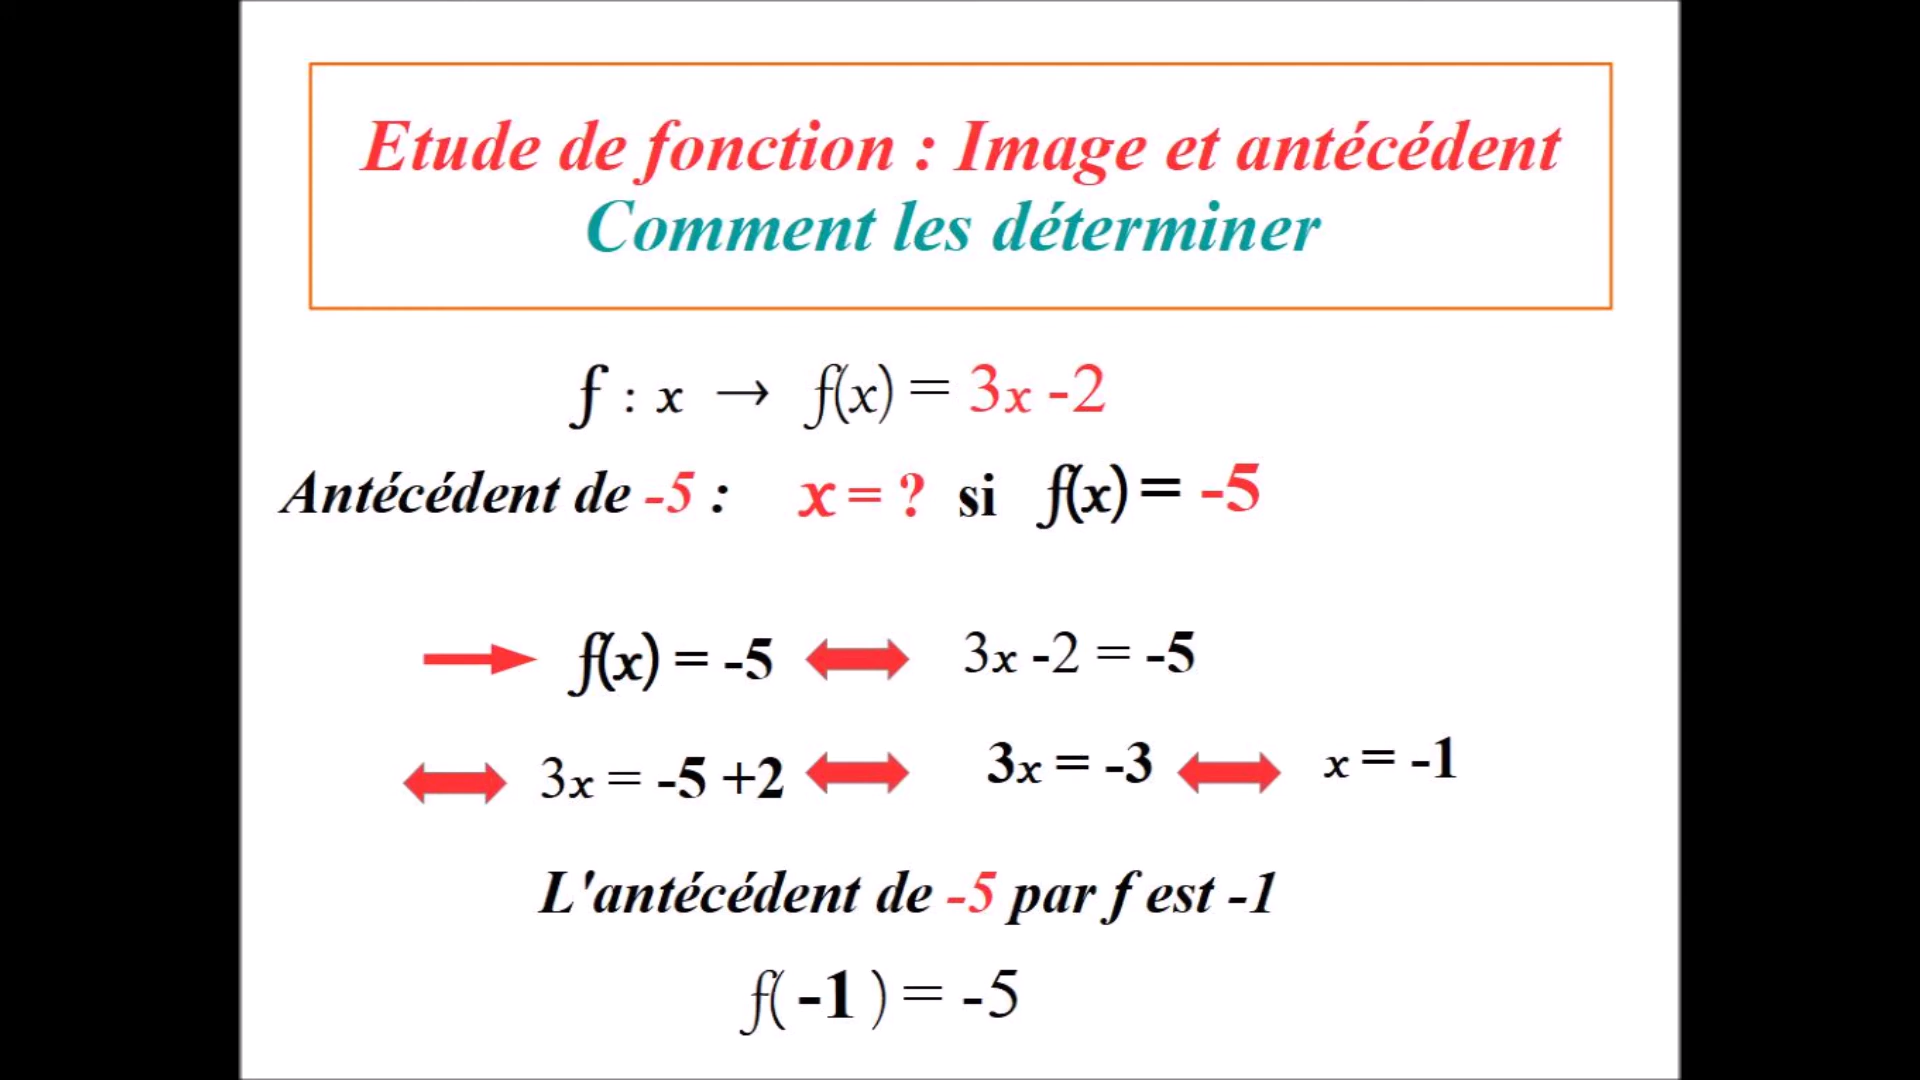 Etude de fonction : Image et antécédent
Comment les déterminer
f : x → f(x) = 3x -2
Antécédent de -5 : x = ? si f(x) = -5
f(x) = -5 3x -2 = -5
3x = -5 +2 3x = -3 x = -1
L'antécédent de -5 par f est -1
f( -1 ) = -5